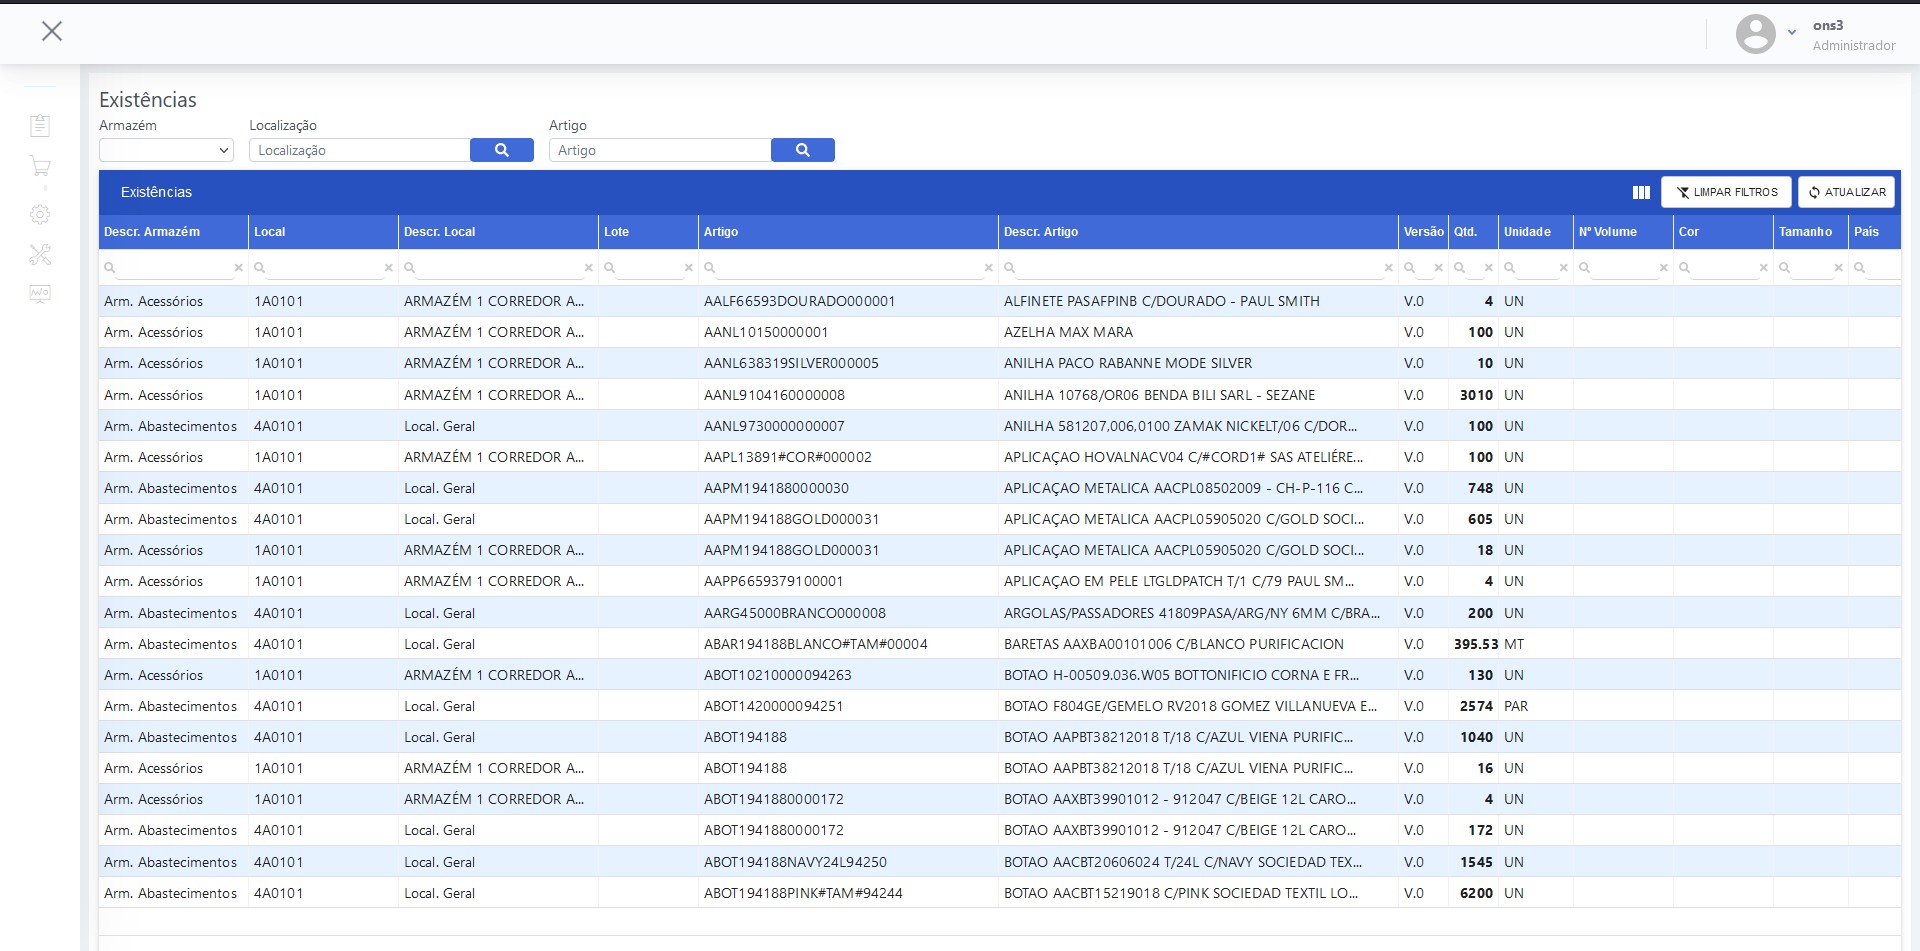 ons3
Administrador
Existências
Armazém Localização Artigo
Localização Artigo
Existências LIMPAR FILTROS ATUALIZAR
Descr. Armazém Local Descr. Local Lote Artigo Descr. Artigo Versão Qtd. Unidade Nº Volume Cor Tamanho País
Arm. Acessórios 1A0101 ARMAZÉM 1 CORREDOR A... AALF66593DOURADO000001 ALFINETE PASAFPINB C/DOURADO - PAUL SMITH V.0 4 UN
Arm. Acessórios 1A0101 ARMAZÉM 1 CORREDOR A... AANL10150000001 AZELHA MAX MARA V.0 100 UN
Arm. Acessórios 1A0101 ARMAZÉM 1 CORREDOR A... AANL638319SILVER000005 ANILHA PACO RABANNE MODE SILVER V.0 10 UN
Arm. Acessórios 1A0101 ARMAZÉM 1 CORREDOR A... AANL9104160000008 ANILHA 10768/OR06 BENDA BILI SARL - SEZANE V.0 3010 UN
Arm. Abastecimentos 4A0101 Local. Geral AANL9730000000007 ANILHA 581207,006,0100 ZAMAK NICKELT/06 C/DOR... V.0 100 UN
Arm. Acessórios 1A0101 ARMAZÉM 1 CORREDOR A... AAPL13891#COR#000002 APLICAÇAO HOVALNACV04 C/#CORD1# SAS ATELIÉRE... V.0 100 UN
Arm. Abastecimentos 4A0101 Local. Geral AAPM1941880000030 APLICAÇAO METALICA AACPL08502009 - CH-P-116 C... V.0 748 UN
Arm. Abastecimentos 4A0101 Local. Geral AAPM194188GOLD000031 APLICAÇAO METALICA AACPL05905020 C/GOLD SOCI... V.0 605 UN
Arm. Acessórios 1A0101 ARMAZÉM 1 CORREDOR A... AAPM194188GOLD000031 APLICAÇAO METALICA AACPL05905020 C/GOLD SOCI... V.0 18 UN
Arm. Acessórios 1A0101 ARMAZÉM 1 CORREDOR A... AAPP6659379100001 APLICAÇAO EM PELE LTGLDPATCH T/1 C/79 PAUL SM... V.0 4 UN
Arm. Abastecimentos 4A0101 Local. Geral AARG45000BRANCO000008 ARGOLAS/PASSADORES 41809PASA/ARG/NY 6MM C/BRA... V.0 200 UN
Arm. Abastecimentos 4A0101 Local. Geral ABAR194188BLANCO#TAM#00004 BARETAS AAXBA00101006 C/BLANCO PURIFICACION V.0 395.53 MT
Arm. Acessórios 1A0101 ARMAZÉM 1 CORREDOR A... ABOT10210000094263 BOTAO H-00509.036.W05 BOTTONIFICIO CORNA E FR... V.0 130 UN
Arm. Abastecimentos 4A0101 Local. Geral ABOT1420000094251 BOTAO F804GE/GEMELO RV2018 GOMEZ VILLANUEVA E... V.0 2574 PAR
Arm. Abastecimentos 4A0101 Local. Geral ABOT194188 BOTAO AAPBT38212018 T/18 C/AZUL VIENA PURIFIC... V.0 1040 UN
Arm. Acessórios 1A0101 ARMAZÉM 1 CORREDOR A... ABOT194188 BOTAO AAPBT38212018 T/18 C/AZUL VIENA PURIFIC... V.0 16 UN
Arm. Acessórios 1A0101 ARMAZÉM 1 CORREDOR A... ABOT1941880000172 BOTAO AAXBT39901012 - 912047 C/BEIGE 12L CARO... V.0 4 UN
Arm. Abastecimentos 4A0101 Local. Geral ABOT1941880000172 BOTAO AAXBT39901012 - 912047 C/BEIGE 12L CARO... V.0 172 UN
Arm. Abastecimentos 4A0101 Local. Geral ABOT194188NAVY24L94250 BOTAO AACBT20606024 T/24L C/NAVY SOCIEDAD TEX... V.0 1545 UN
Arm. Abastecimentos 4A0101 Local. Geral ABOT194188PINK#TAM#94244 BOTAO AACBT15219018 C/PINK SOCIEDAD TEXTIL LO... V.0 6200 UN